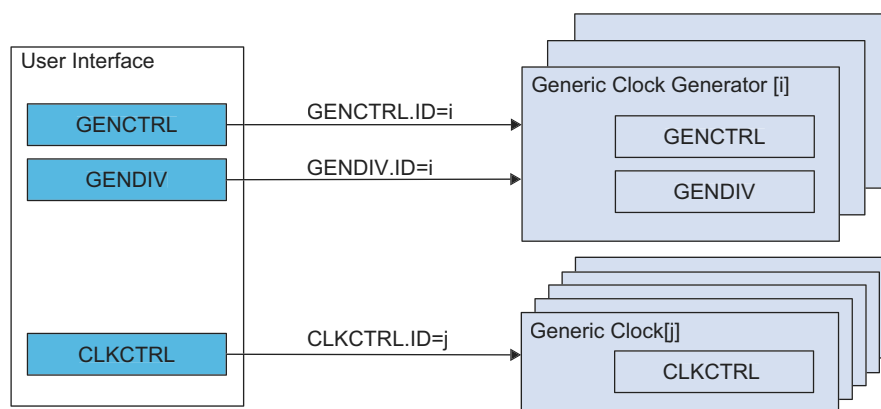 User Interface
GENCTRL
GENDIV
CLKCTRL
GENCTRL.ID=i
GENDIV.ID=i
CLKCTRL.ID=j
Generic Clock Generator [i]
GENCTRL
GENDIV
Generic Clock[j]
CLKCTRL